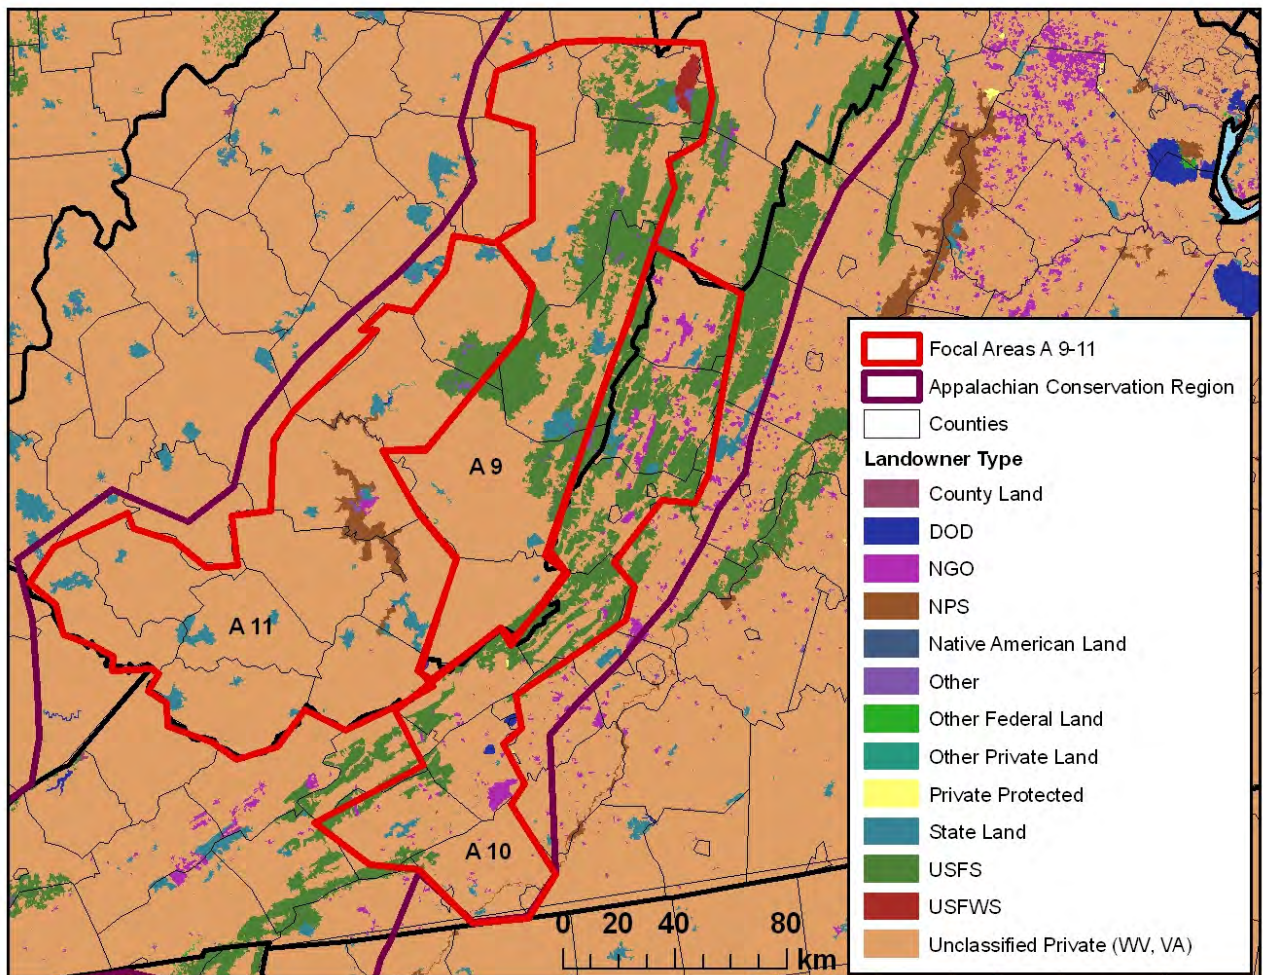 A 9
A 11
A 10
Focal Areas A 9-11
Appalachian Conservation Region
Counties
Landowner Type
County Land
DOD
NGO
NPS
Native American Land
Other
Other Federal Land
Other Private Land
Private Protected
State Land
USFS
USFWS
Unclassified Private (WV, VA)
0 20 40 80
km